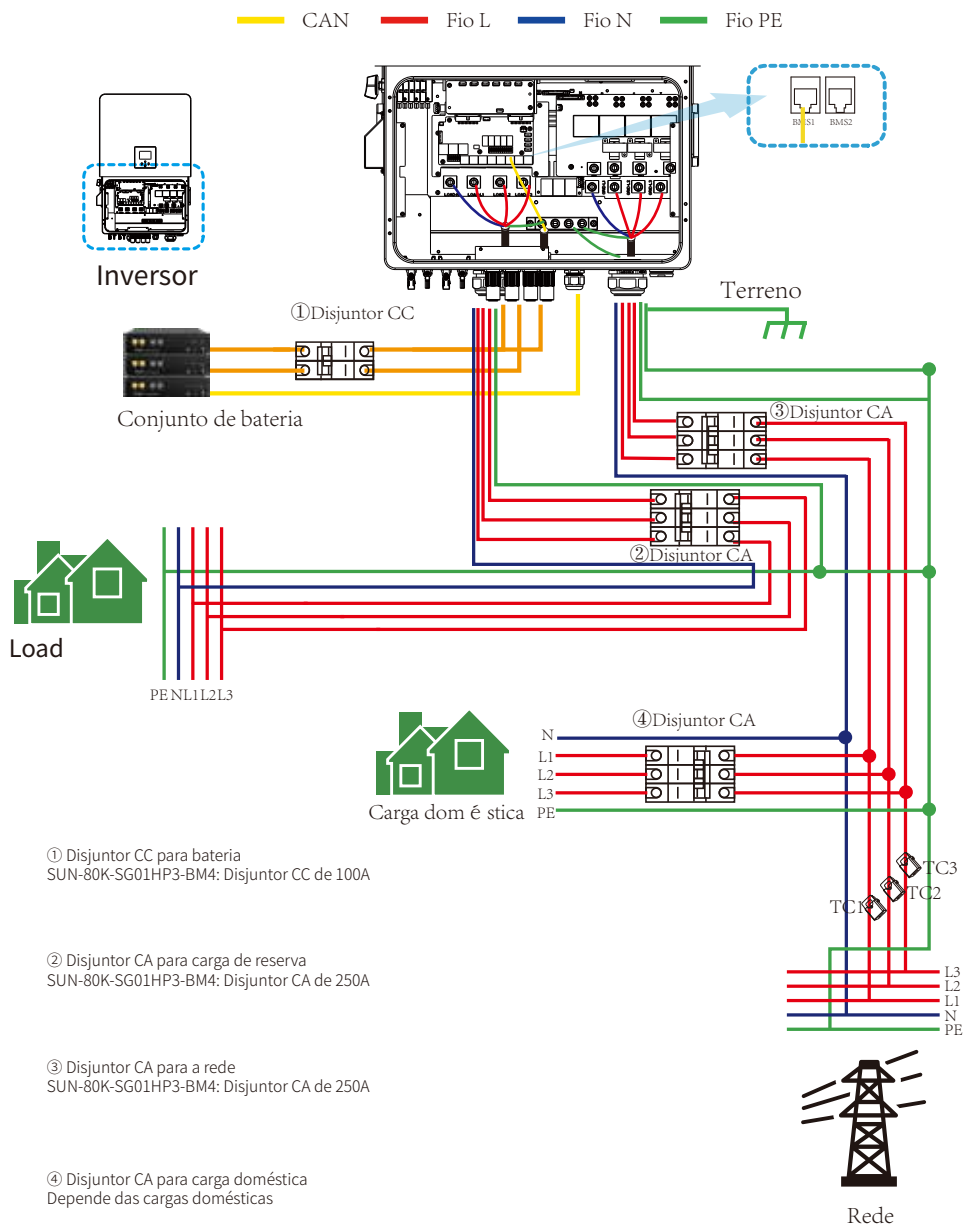 CAN Fio L Fio N Fio PE
BMS1 BMS2
Inversor
①Disjuntor CC
Terreno
Conjunto de bateria
③Disjuntor CA
②Disjuntor CA
Load
PE N L1 L2 L3
④Disjuntor CA
N
L1
L2
L3
PE
Carga dom é stica
① Disjuntor CC para bateria
SUN-80K-SG01HP3-BM4: Disjuntor CC de 100A
TC3
TC2
TC1
② Disjuntor CA para carga de reserva
SUN-80K-SG01HP3-BM4: Disjuntor CA de 250A
L3
L2
L1
N
PE
③ Disjuntor CA para a rede
SUN-80K-SG01HP3-BM4: Disjuntor CA de 250A
④ Disjuntor CA para carga doméstica
Depende das cargas domésticas
Rede